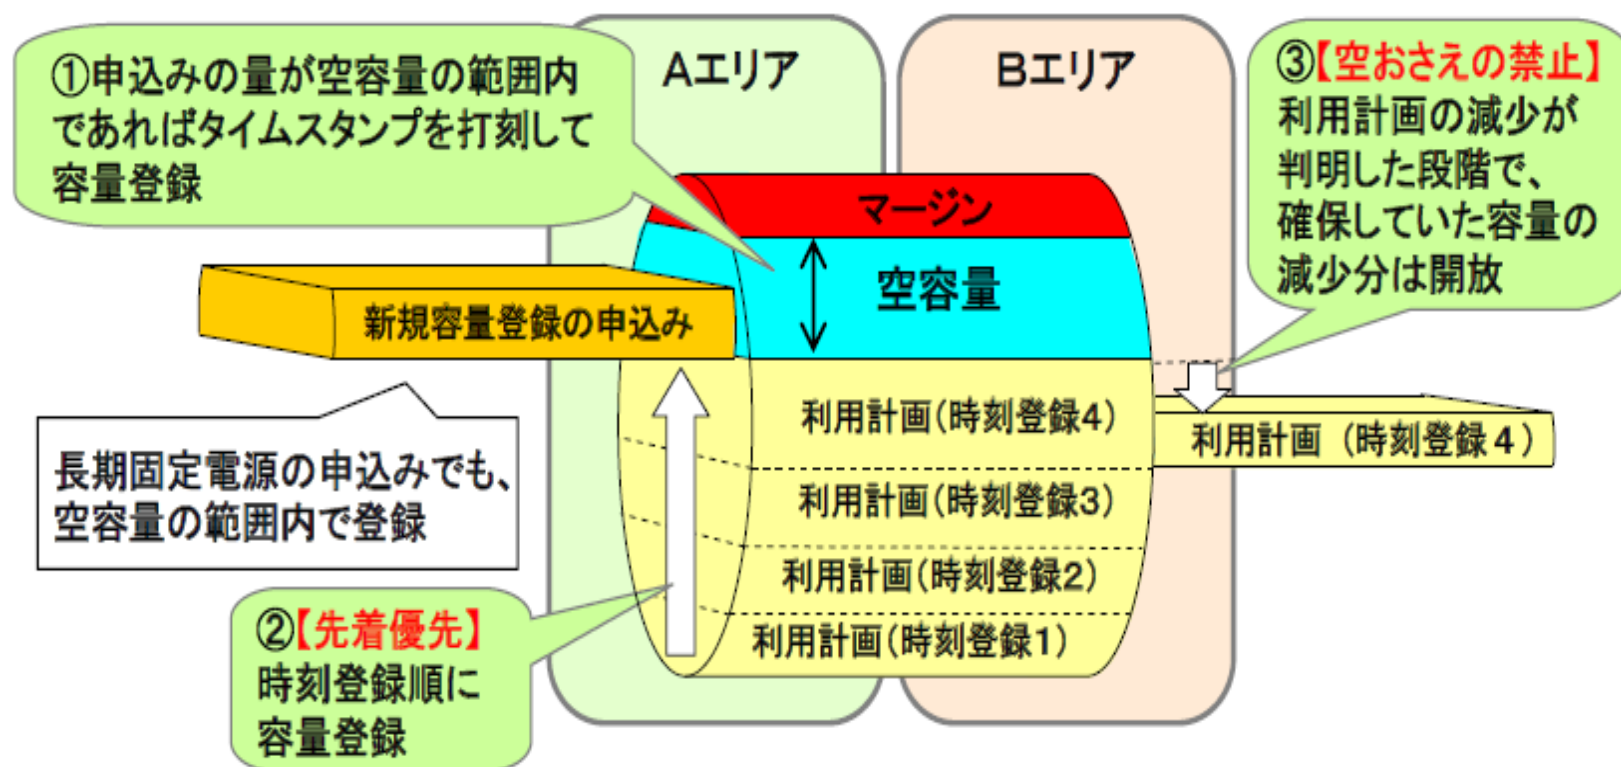 ①申込みの量が空容量の範囲内
であればタイムスタンプを打刻して
容量登録
Aエリア
Bエリア
③【空おさえの禁止】
利用計画の減少が
判明した段階で、
確保していた容量の
減少分は開放
マージン
空容量
新規容量登録の申込み
利用計画(時刻登録4)
利用計画(時刻登録4)
長期固定電源の申込みでも、
空容量の範囲内で登録
利用計画(時刻登録3)
利用計画(時刻登録2)
利用計画(時刻登録1)
②【先着優先】
時刻登録順に
容量登録